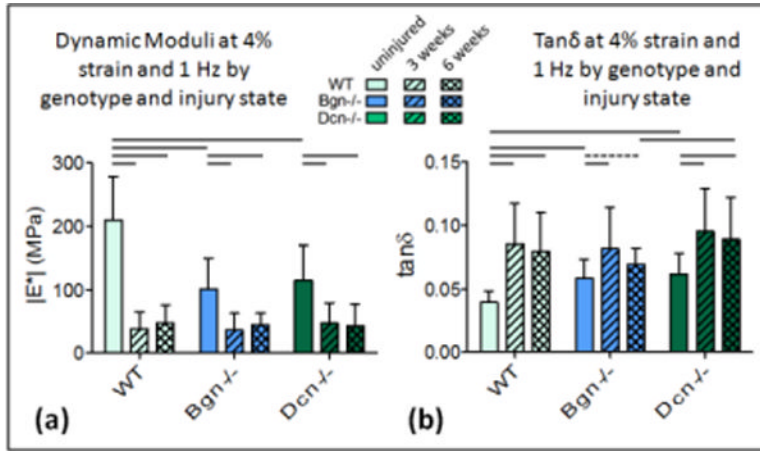 Dynamic Moduli at 4%
strain and 1 Hz by
genotype and injury state
uninjured
3 weeks
6 weeks
WT
Bgn-/-
Dcn-/-
Tanδ at 4% strain and
1 Hz by genotype and
injury state
300
200
100
0
|E*| (MPa)
WT
Bgn-/-
Dcn-/-
(a)
0.15
0.10
0.05
0.00
tanδ
WT
Bgn-/-
Dcn-/-
(b)